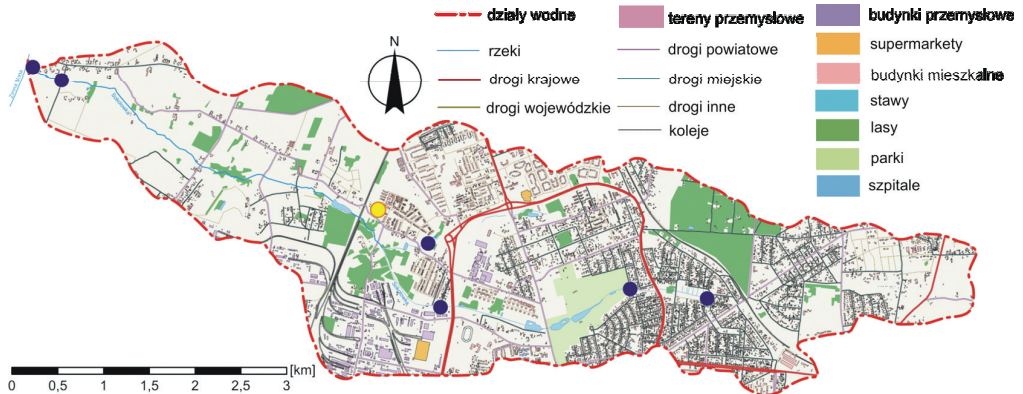 działy wodne
tereny przemysłowe
budynki przemysłowe
rzeki
drogi powiatowe
supermarkety
drogi krajowe
drogi miejskie
budynki mieszkalne
drogi wojewódzkie
drogi inne
stawy
koleje
lasy
parki
szpitale
N
[km]
0 0,5 1 1,5 2 2,5 3